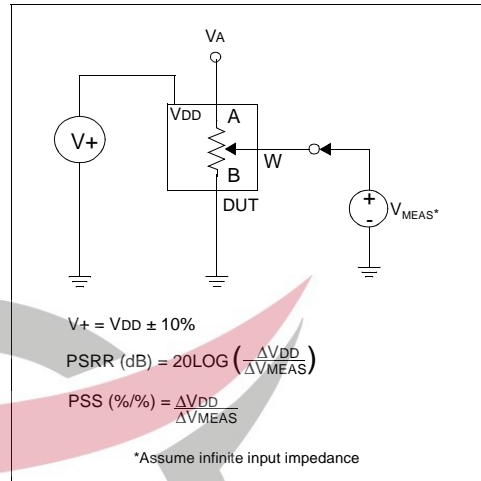 VA
VDD
A
V+
W
B
DUT
+
-
VMEAS*
V+ = VDD ± 10%
PSRR (dB) = 20LOG (ΔVDD/ΔVMEAS)
PSS (%/%) = ΔVDD/ΔVMEAS
*Assume infinite input impedance